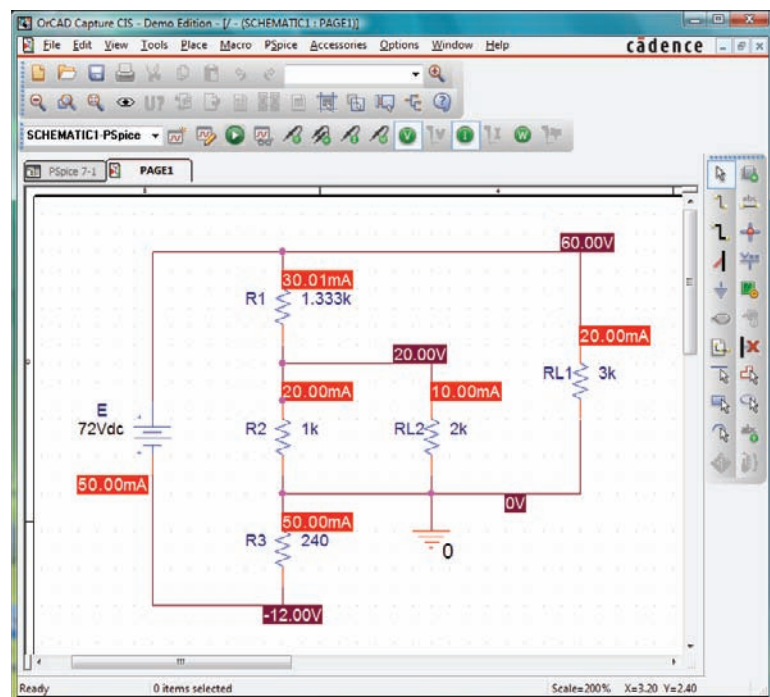 OrCAD Capture CIS - Demo Edition - [/ - (SCHEMATIC1 : PAGE1)]
File Edit View Tools Place Macro PSpice Accessories Options Window Help
cādence
U?
SCHEMATIC1-PSpice
V
I
W
PSpice 7-1
PAGE1
abc
60.00V
30.01mA
R1 1.333k
20.00mA
20.00V
RL1 3k
20.00mA
10.00mA
E
72Vdc
R2 1k
RL2 2k
50.00mA
0V
50.00mA
R3 240
0
-12.00V
Ready
0 items selected
Scale=200% X=3.20 Y=2.40